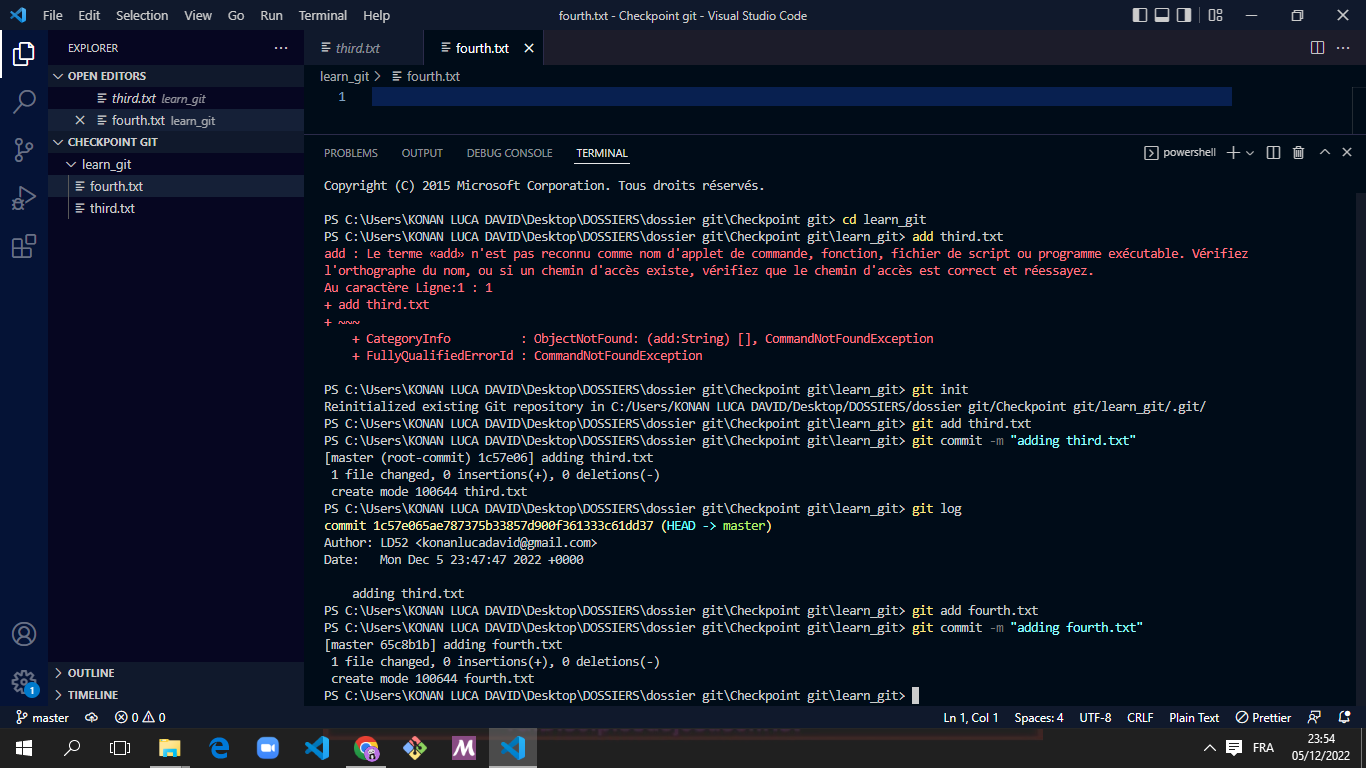 File Edit Selection View Go Run Terminal Help fourth.txt - Checkpoint git - Visual Studio Code
EXPLORER
third.txt fourth.txt
OPEN EDITORS
learn_git > fourth.txt
third.txt learn_git
1
fourth.txt learn_git
CHECKPOINT GIT
learn_git
fourth.txt
third.txt
OUTLINE
TIMELINE
PROBLEMS OUTPUT DEBUG CONSOLE TERMINAL powershell
Copyright (C) 2015 Microsoft Corporation. Tous droits réservés.
PS C:\Users\KONAN LUCA DAVID\Desktop\DOSSIERS\dossier git\Checkpoint git> cd learn_git
PS C:\Users\KONAN LUCA DAVID\Desktop\DOSSIERS\dossier git\Checkpoint git\learn_git> add third.txt
add : Le terme «add» n'est pas reconnu comme nom d'applet de commande, fonction, fichier de script ou programme exécutable. Vérifiez
l'orthographe du nom, ou si un chemin d'accès existe, vérifiez que le chemin d'accès est correct et réessayez.
Au caractère Ligne:1 : 1
+ add third.txt
+ ~~~
+ CategoryInfo : ObjectNotFound: (add:String) [], CommandNotFoundException
+ FullyQualifiedErrorId : CommandNotFoundException
PS C:\Users\KONAN LUCA DAVID\Desktop\DOSSIERS\dossier git\Checkpoint git\learn_git> git init
Reinitialized existing Git repository in C:/Users/KONAN LUCA DAVID/Desktop/DOSSIERS/dossier git/Checkpoint git/learn_git/.git/
PS C:\Users\KONAN LUCA DAVID\Desktop\DOSSIERS\dossier git\Checkpoint git\learn_git> git add third.txt
PS C:\Users\KONAN LUCA DAVID\Desktop\DOSSIERS\dossier git\Checkpoint git\learn_git> git commit -m "adding third.txt"
[master (root-commit) 1c57e06] adding third.txt
1 file changed, 0 insertions(+), 0 deletions(-)
create mode 100644 third.txt
PS C:\Users\KONAN LUCA DAVID\Desktop\DOSSIERS\dossier git\Checkpoint git\learn_git> git log
commit 1c57e065ae787375b33857d900f361333c61dd37 (HEAD -> master)
Author: LD52 <konanlucadavid@gmail.com>
Date: Mon Dec 5 23:47:47 2022 +0000
adding third.txt
PS C:\Users\KONAN LUCA DAVID\Desktop\DOSSIERS\dossier git\Checkpoint git\learn_git> git add fourth.txt
PS C:\Users\KONAN LUCA DAVID\Desktop\DOSSIERS\dossier git\Checkpoint git\learn_git> git commit -m "adding fourth.txt"
[master 65c8b1b] adding fourth.txt
1 file changed, 0 insertions(+), 0 deletions(-)
create mode 100644 fourth.txt
PS C:\Users\KONAN LUCA DAVID\Desktop\DOSSIERS\dossier git\Checkpoint git\learn_git>
1
master 0 0 Ln 1, Col 1 Spaces: 4 UTF-8 CRLF Plain Text Prettier
FRA 23:54
05/12/2022